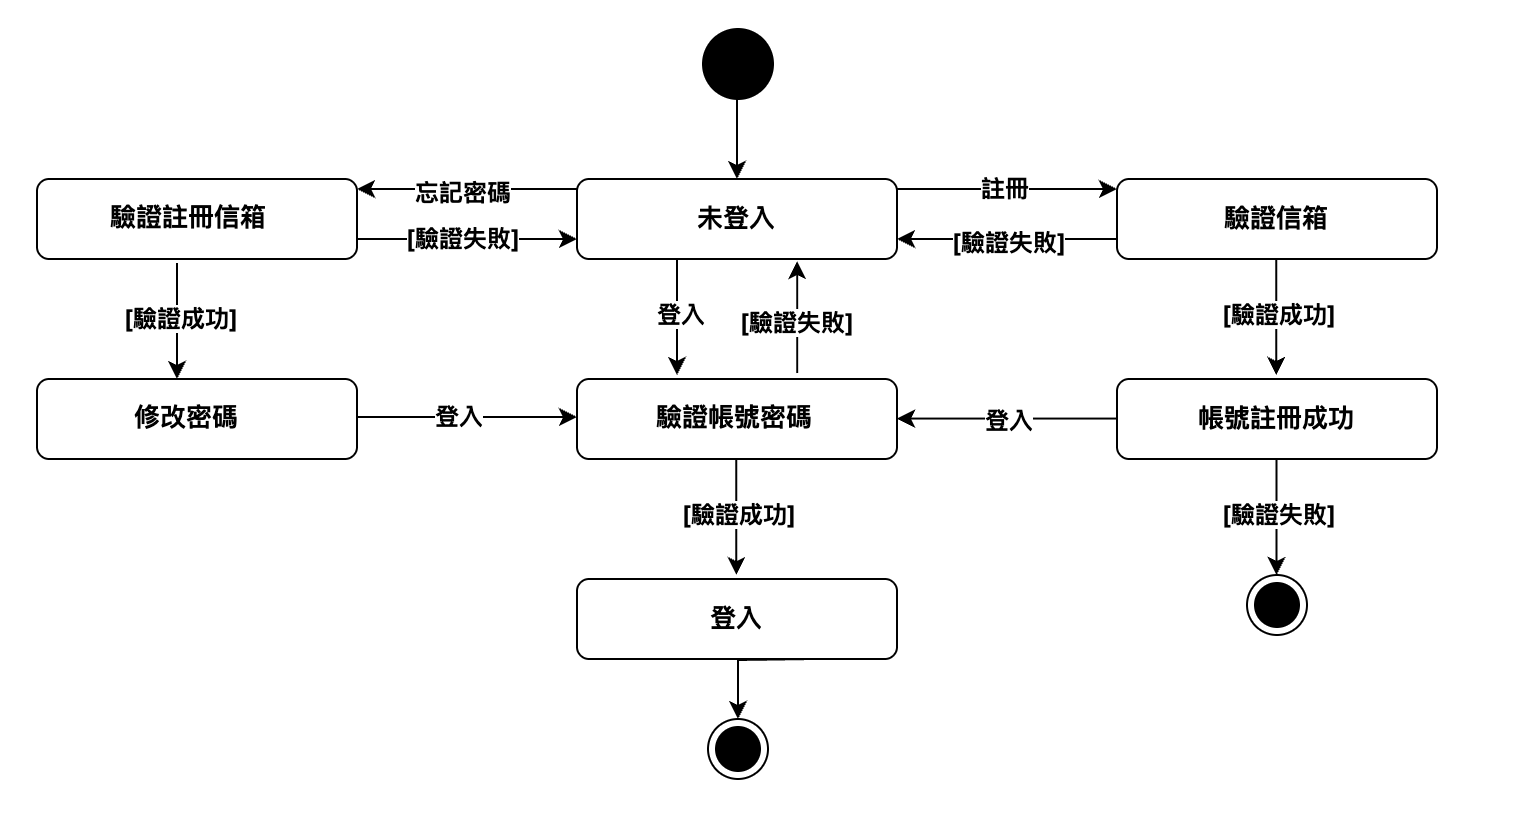 忘記密碼
註冊
驗證註冊信箱
未登入
驗證信箱
[驗證失敗]
[驗證失敗]
[驗證成功]
登入
[驗證失敗]
[驗證成功]
修改密碼
登入
驗證帳號密碼
登入
帳號註冊成功
[驗證成功]
[驗證失敗]
登入